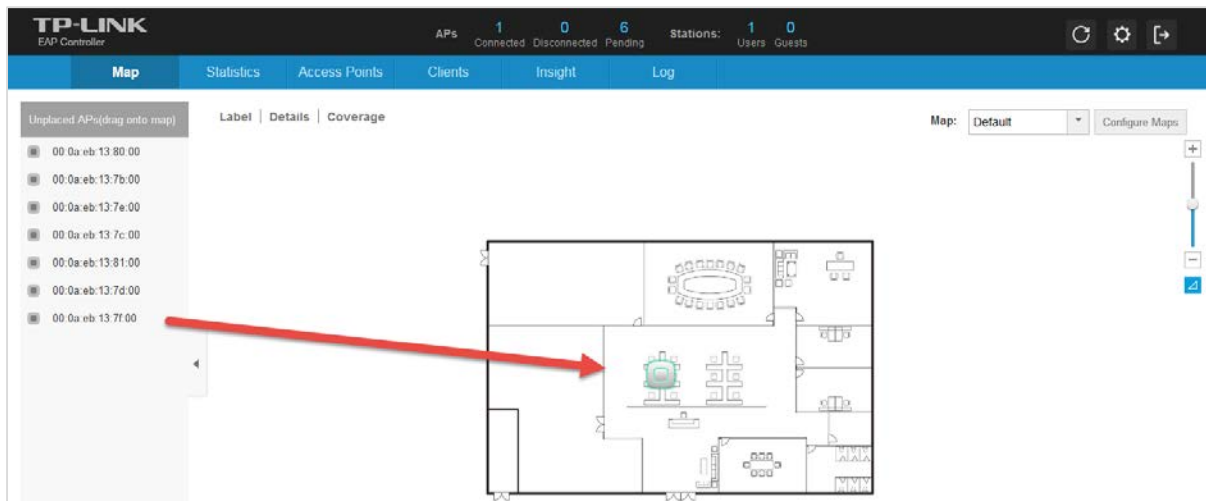 TP-LINK
EAP Controller
APs 1 Connected 0 Disconnected 6 Pending Stations: 1 Users 0 Guests
Map Statistics Access Points Clients Insight Log
Unplaced APs(drag onto map)
Label | Details | Coverage
Map: Default Configure Maps
00:0a:eb:13:80:00
00:0a:eb:13:7b:00
00:0a:eb:13:7e:00
00:0a:eb:13:7c:00
00:0a:eb:13:81:00
00:0a:eb:13:7d:00
00:0a:eb:13:7f:00